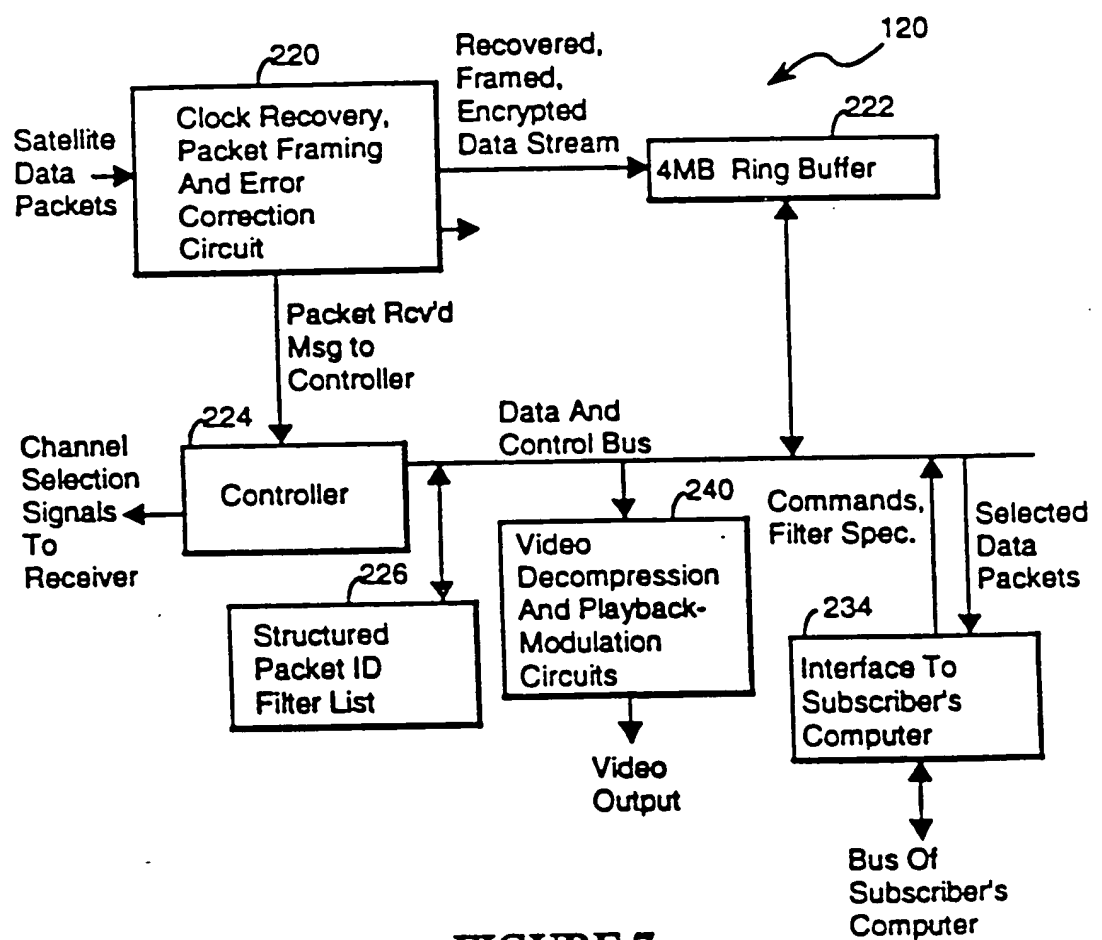 120
220
Recovered,
Framed,
Encrypted
Data Stream
222
Satellite
Data
Packets
Clock Recovery,
Packet Framing
And Error
Correction
Circuit
4MB Ring Buffer
Packet Rcv'd
Msg to
Controller
224
Channel
Selection
Signals
To
Receiver
Controller
Data And
Control Bus
226
Structured
Packet ID
Filter List
240
Video
Decompression
And Playback-
Modulation
Circuits
Video
Output
Commands,
Filter Spec.
Selected
Data
Packets
234
Interface To
Subscriber's
Computer
Bus Of
Subscriber's
Computer